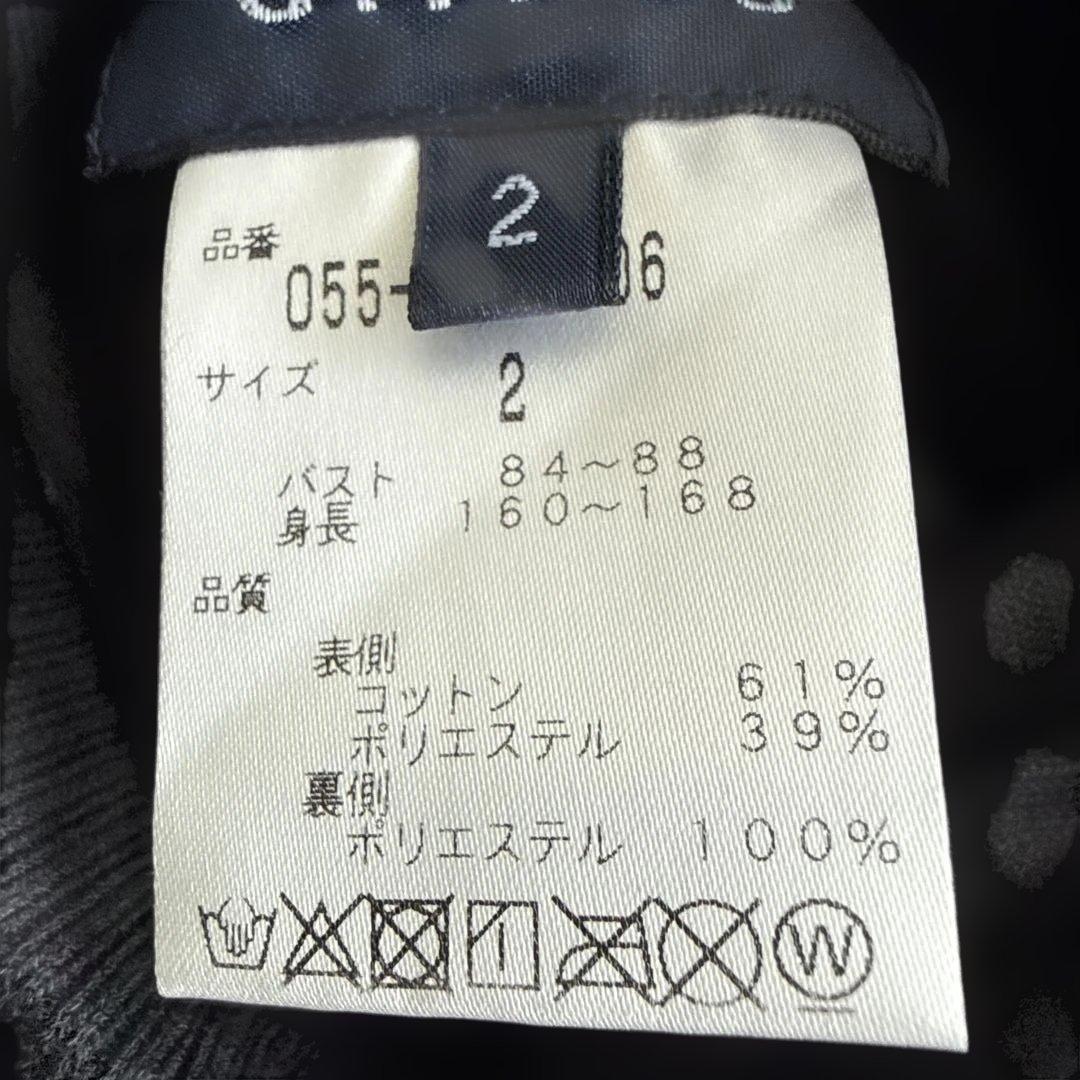 2
品番
055- 06
サイズ
2
バスト 84～88
身長 160～168
品質
表側
コットン 61%
ポリエステル 39%
裏側
ポリエステル 100%
W